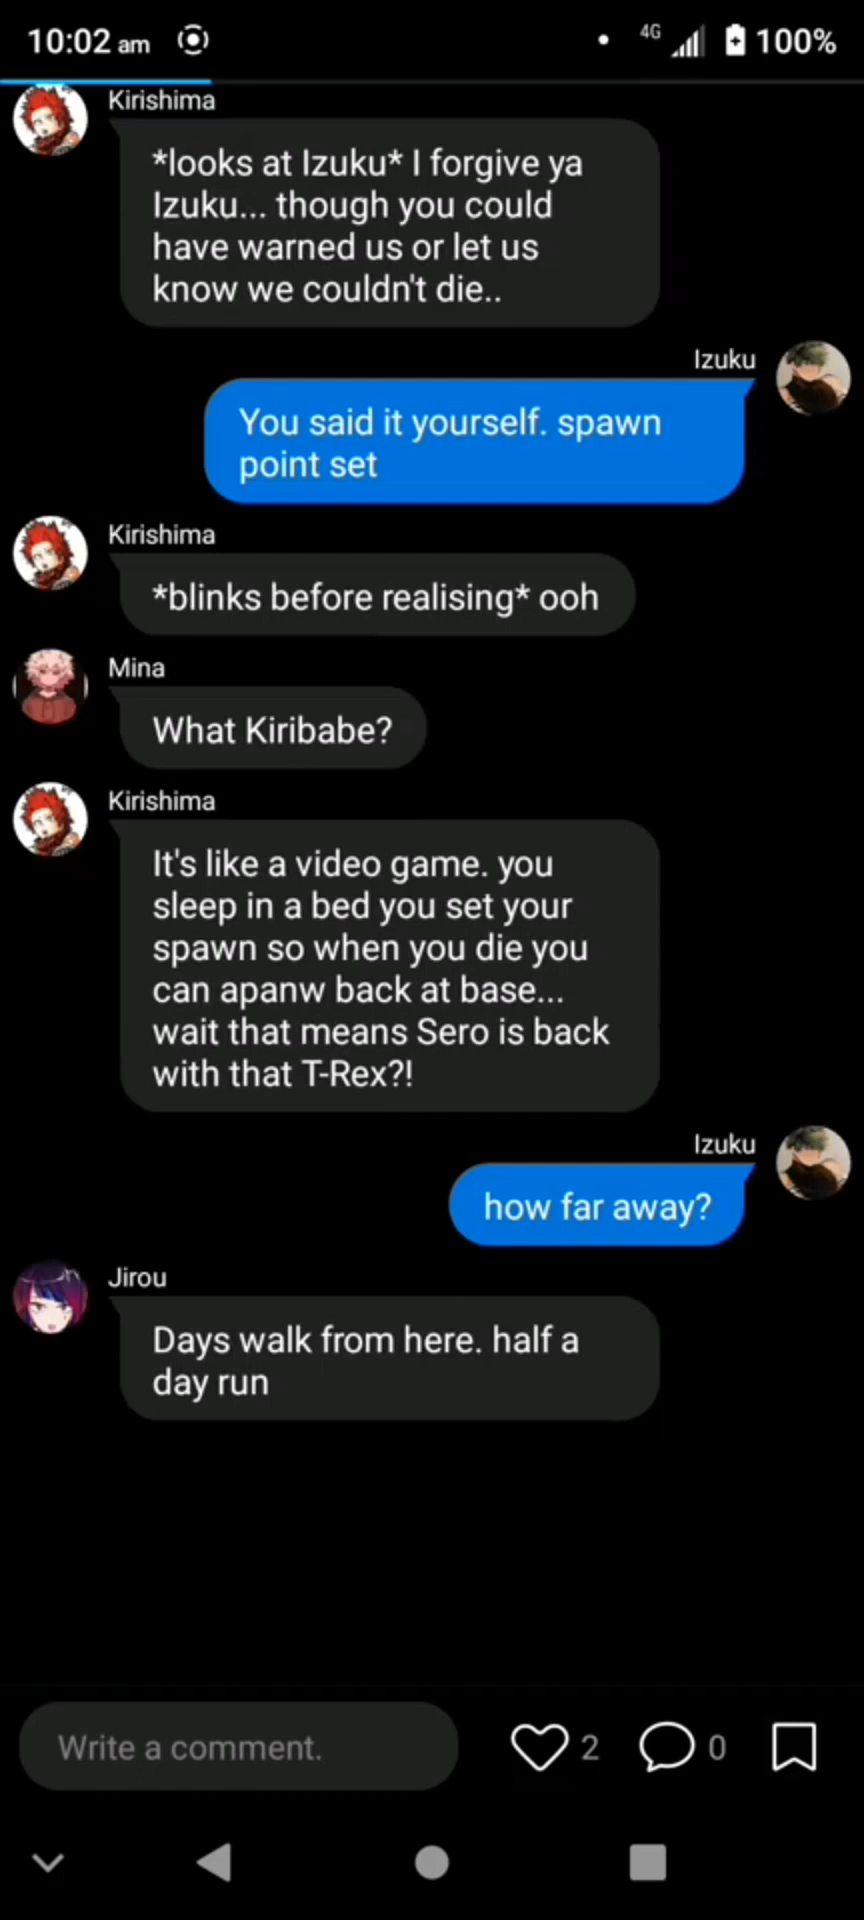 10:02 am
4G
100%
Kirishima
*looks at Izuku* I forgive ya
Izuku... though you could
have warned us or let us
know we couldn't die..
Izuku
You said it yourself. spawn
point set
Kirishima
*blinks before realising* ooh
Mina
What Kiribabe?
Kirishima
It's like a video game. you
sleep in a bed you set your
spawn so when you die you
can apanw back at base...
wait that means Sero is back
with that T-Rex?!
Izuku
how far away?
Jirou
Days walk from here. half a
day run
Write a comment.
2
0